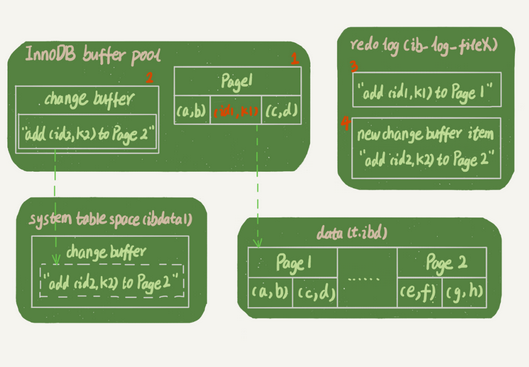 InnoDB buffer pool
2
change buffer
"add (id2,k2) to Page 2"
1
Page1
(a,b) (id1,k1) (c,d)
redo log (ib-log-fileX)
3
"add (id1,k1) to Page 1"
4
new change buffer item
"add (id2,k2) to Page 2"
system table space (ibdata1)
change buffer
"add (id2,k2) to Page 2"
data (t.ibd)
Page1 ...... Page 2
(a,b) (c,d) (e,f) (g,h)